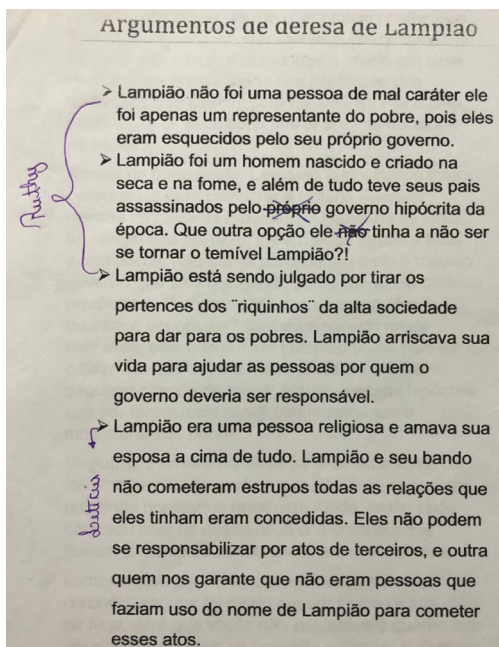 Argumentos de defesa de Lampião
➢ Lampião não foi uma pessoa de mal caráter ele
foi apenas um representante do pobre, pois eles
eram esquecidos pelo seu próprio governo.
➢ Lampião foi um homem nascido e criado na
seca e na fome, e além de tudo teve seus pais
assassinados pelo próprio governo hipócrita da
época. Que outra opção ele não tinha a não ser
se tornar o temível Lampião?!
➢ Lampião está sendo julgado por tirar os
pertences dos ¨riquinhos¨ da alta sociedade
para dar para os pobres. Lampião arriscava sua
vida para ajudar as pessoas por quem o
governo deveria ser responsável.
➢ Lampião era uma pessoa religiosa e amava sua
esposa a cima de tudo. Lampião e seu bando
não cometeram estrupos todas as relações que
eles tinham eram concedidas. Eles não podem
se responsabilizar por atos de terceiros, e outra
quem nos garante que não eram pessoas que
faziam uso do nome de Lampião para cometer
esses atos.
Ruthy
Letícia